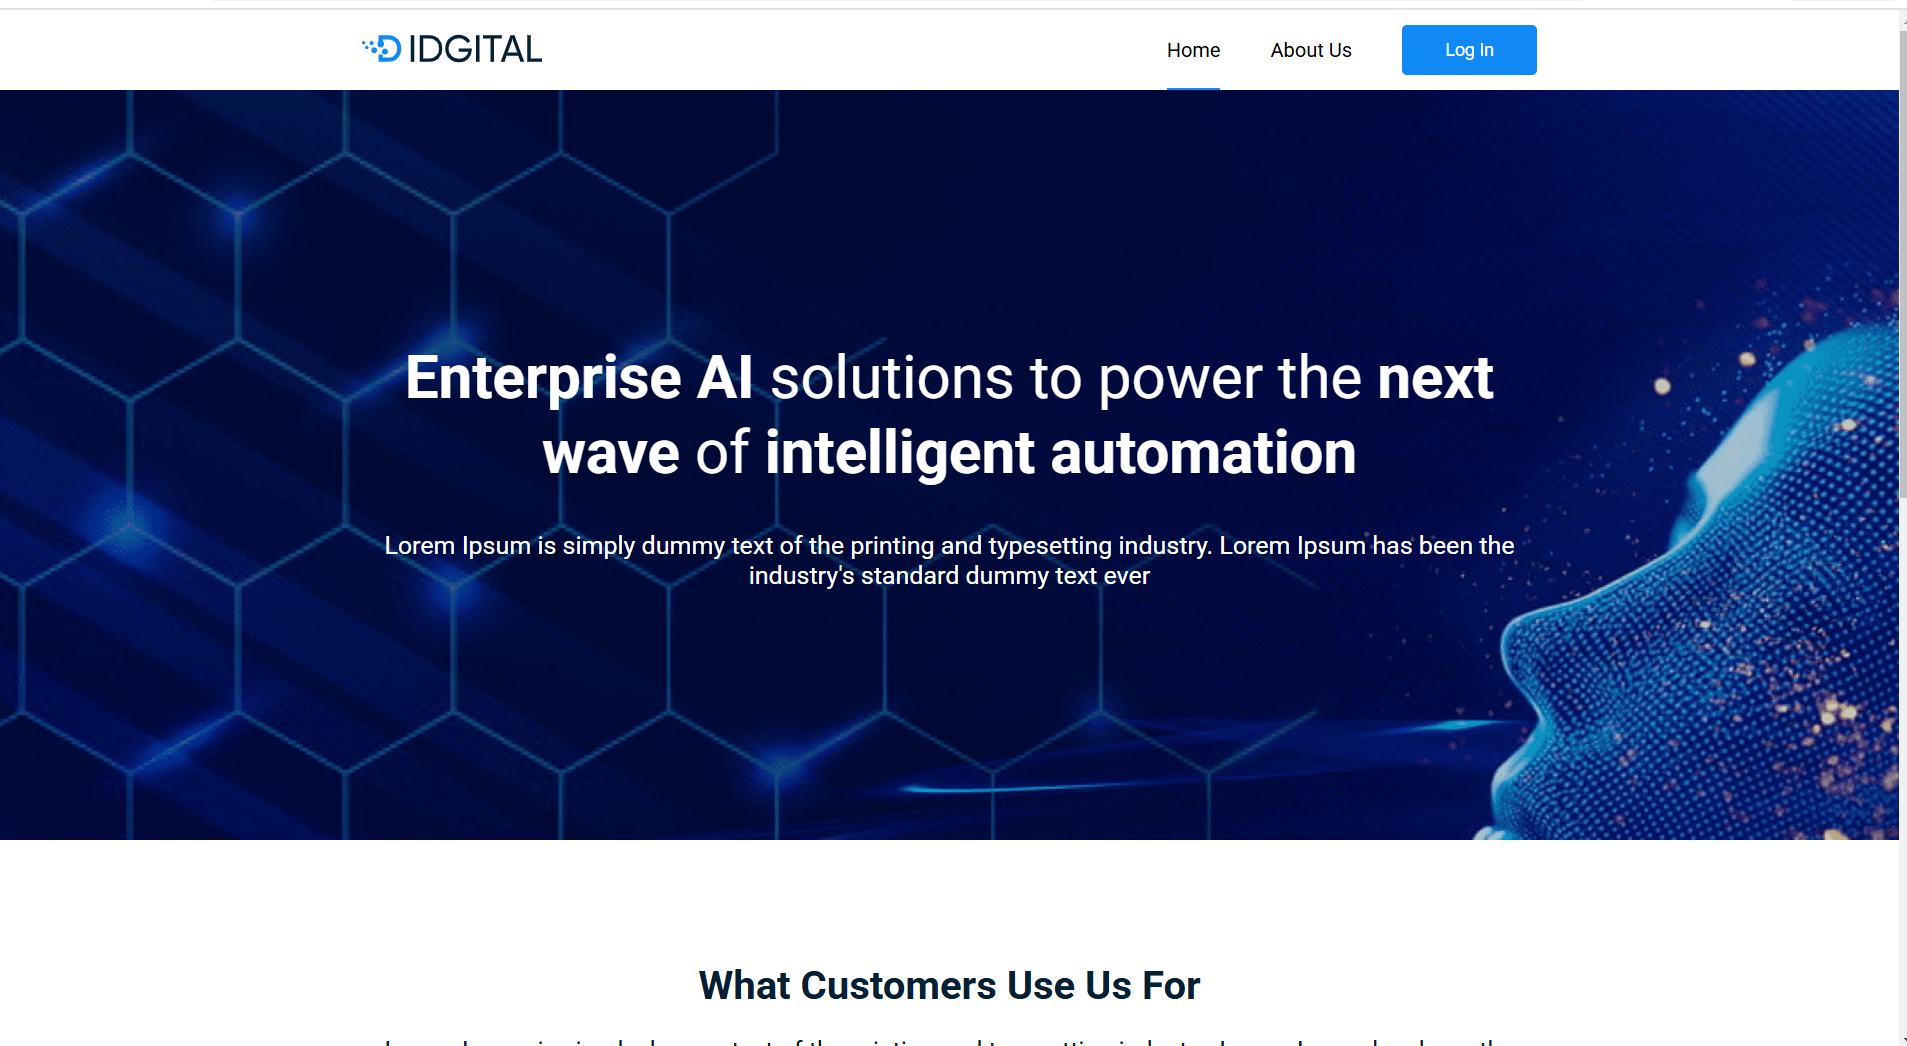 IDGITAL
Home
About Us
Log In
Enterprise AI solutions to power the next
wave of intelligent automation
Lorem Ipsum is simply dummy text of the printing and typesetting industry. Lorem Ipsum has been the
industry's standard dummy text ever
What Customers Use Us For